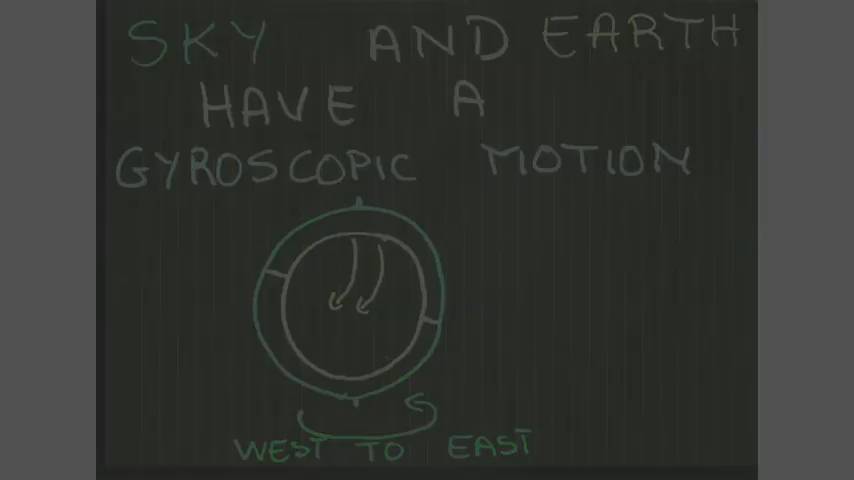 SKY AND EARTH
HAVE A
GYROSCOPIC MOTION
WEST TO EAST